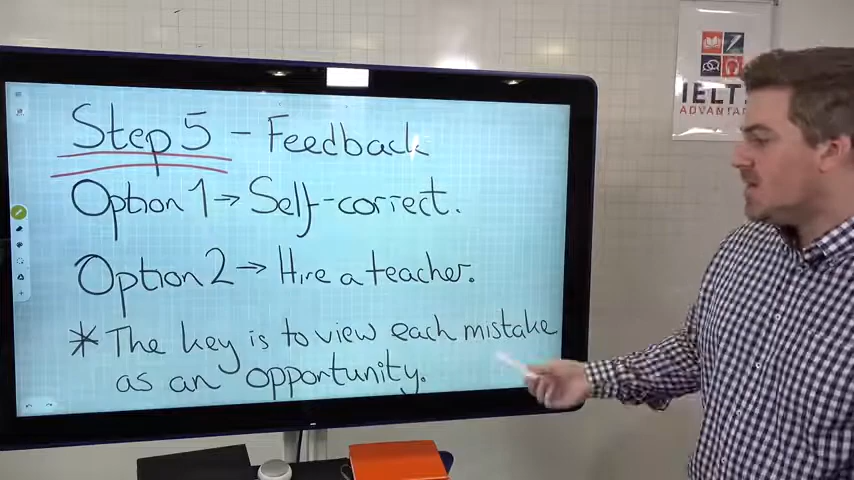 Step 5 - Feedback
Option 1 → Self-correct.
Option 2 → Hire a teacher.
* The key is to view each mistake
as an opportunity.
IELTS
ADVANTAGE